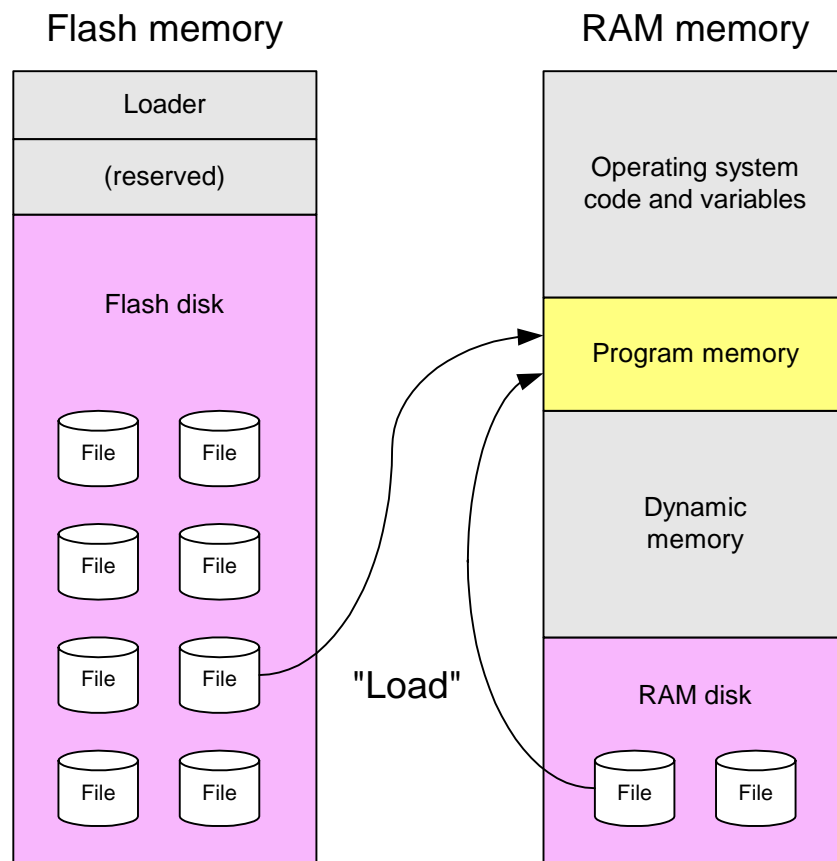 Flash memory
Loader
(reserved)
Flash disk
File
File
File
File
File
File
File
File
"Load"
RAM memory
Operating system
code and variables
Program memory
Dynamic
memory
RAM disk
File
File